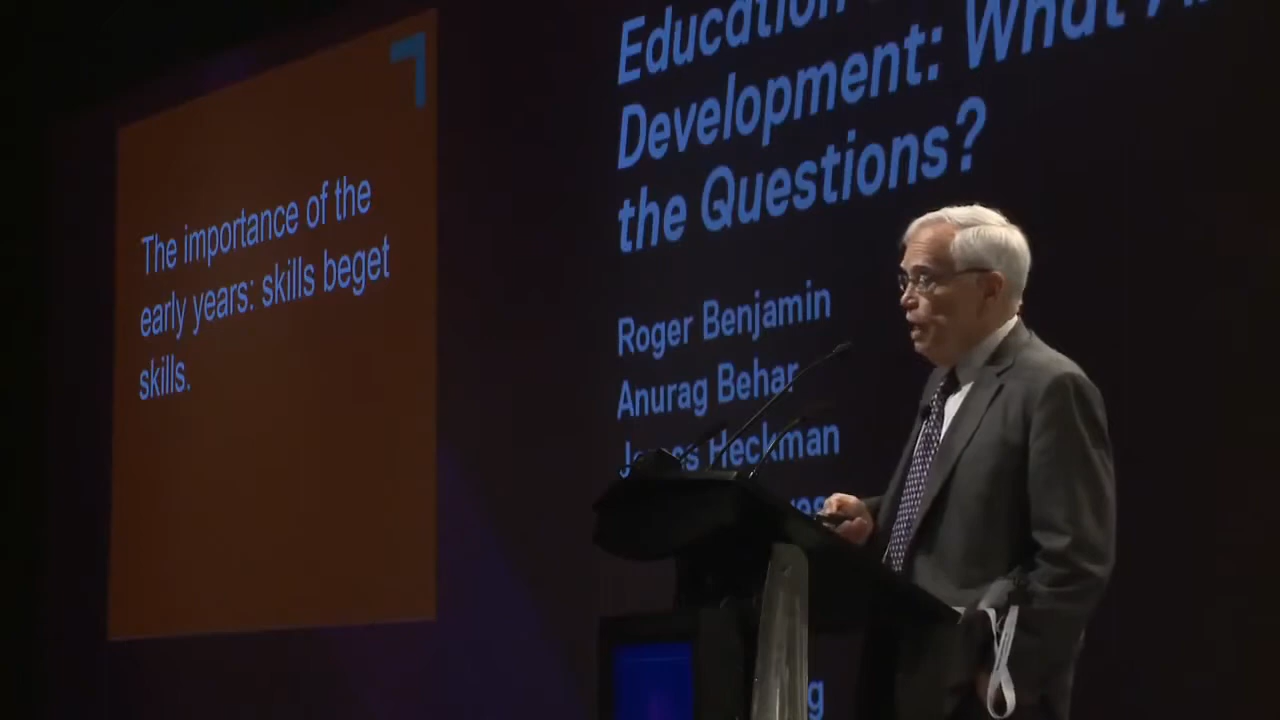 The importance of the
early years: skills beget
skills.
Education
Development: What
the Questions?
Roger Benjamin
Anurag Behar
Heckman